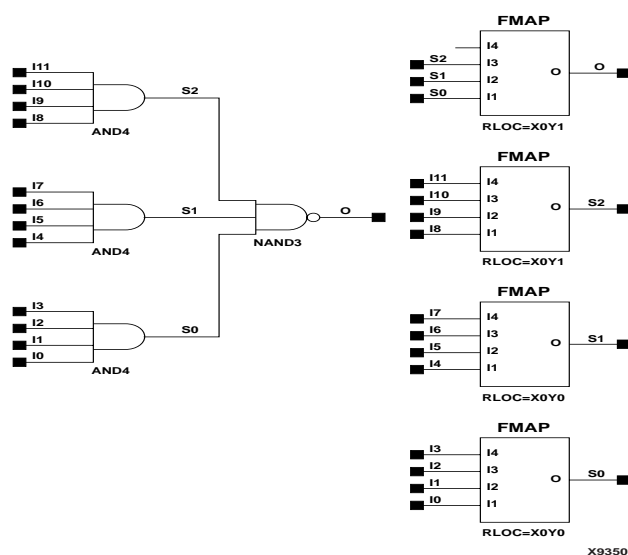 I11
I10
I9
I8
AND4
S2
I7
I6
I5
I4
AND4
S1
I3
I2
I1
I0
AND4
S0
NAND3
O
FMAP
S2
S1
S0
I4
I3
I2
I1
O
O
RLOC=X0Y1
FMAP
I11
I10
I9
I8
I4
I3
I2
I1
O
S2
RLOC=X0Y1
FMAP
I7
I6
I5
I4
I4
I3
I2
I1
O
S1
RLOC=X0Y0
FMAP
I3
I2
I1
I0
I4
I3
I2
I1
O
S0
RLOC=X0Y0
X9350